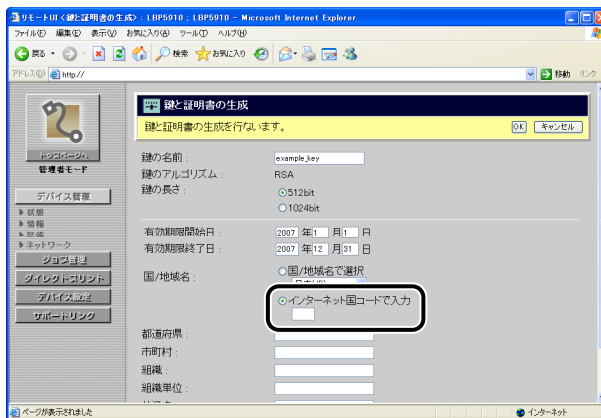 リモートUI <鍵と証明書の生成> : LBP5910 ; LBP5910 - Microsoft Internet Explorer
ファイル(F) 編集(E) 表示(V) お気に入り(A) ツール(T) ヘルプ(H)
戻る 検索 お気に入り
アドレス(D) http:// 移動 リンク
鍵と証明書の生成
鍵と証明書の生成を行ないます。 OK キャンセル
トップページへ
管理者モード
デバイス管理
状態
情報
ネットワーク
ジョブ管理
ダイレクトプリント
デバイス設定
サポートリンク
鍵の名前 : example_key
鍵のアルゴリズム : RSA
鍵の長さ : 512bit
1024bit
有効期限開始日 : 2007 年 1 月 1 日
有効期限終了日 : 2007 年 12 月 31 日
国/地域名 : 国/地域名で選択
インターネット国コードで入力
都道府県 :
市町村 :
組織 :
組織単位 :
ページが表示されました インターネット